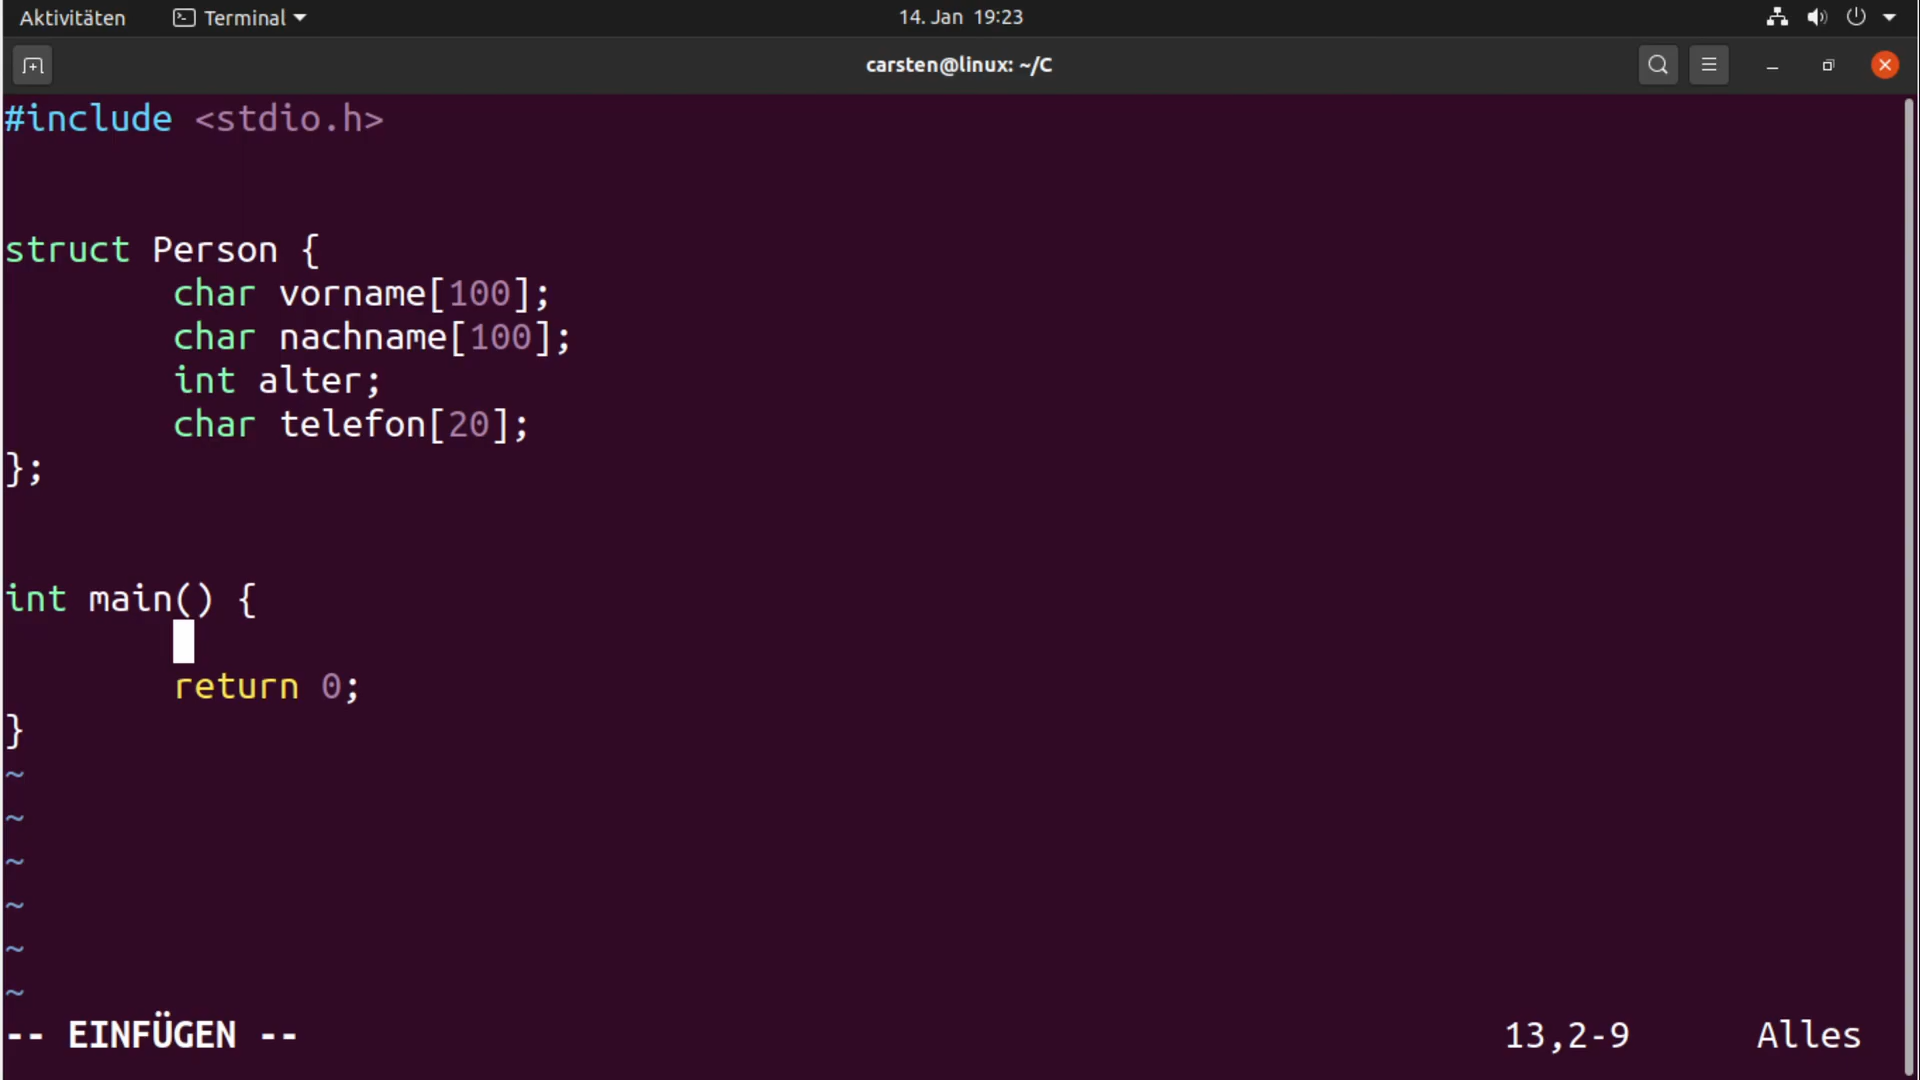 Aktivitäten Terminal 14. Jan 19:23
carsten@linux: ~/C
#include <stdio.h>
struct Person {
char vorname[100];
char nachname[100];
int alter;
char telefon[20];
};
int main() {
return 0;
}
~
~
~
~
~
~
-- EINFÜGEN -- 13,2-9 Alles